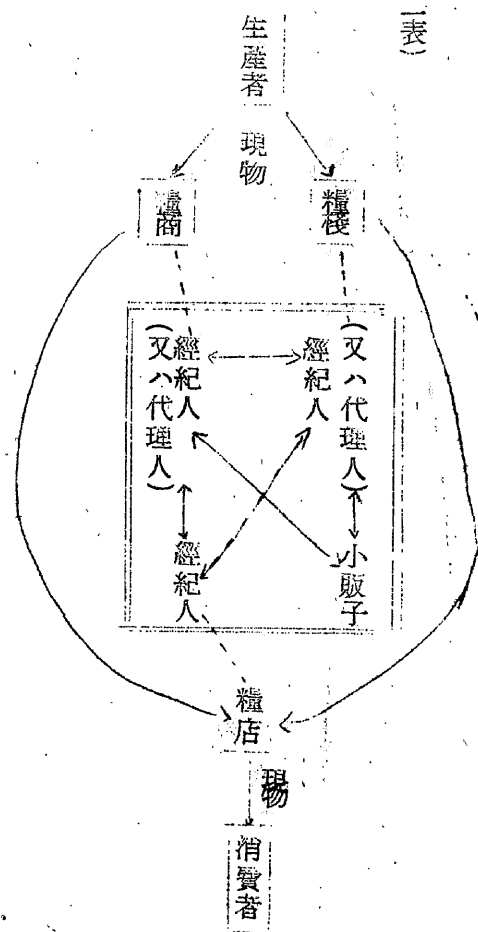 二表)
生産者
現物
糧棧
糧商
(又ハ代理人)
經紀人
經紀人
(又ハ代理人)
小販子
經紀人
糧店
現物
消費者